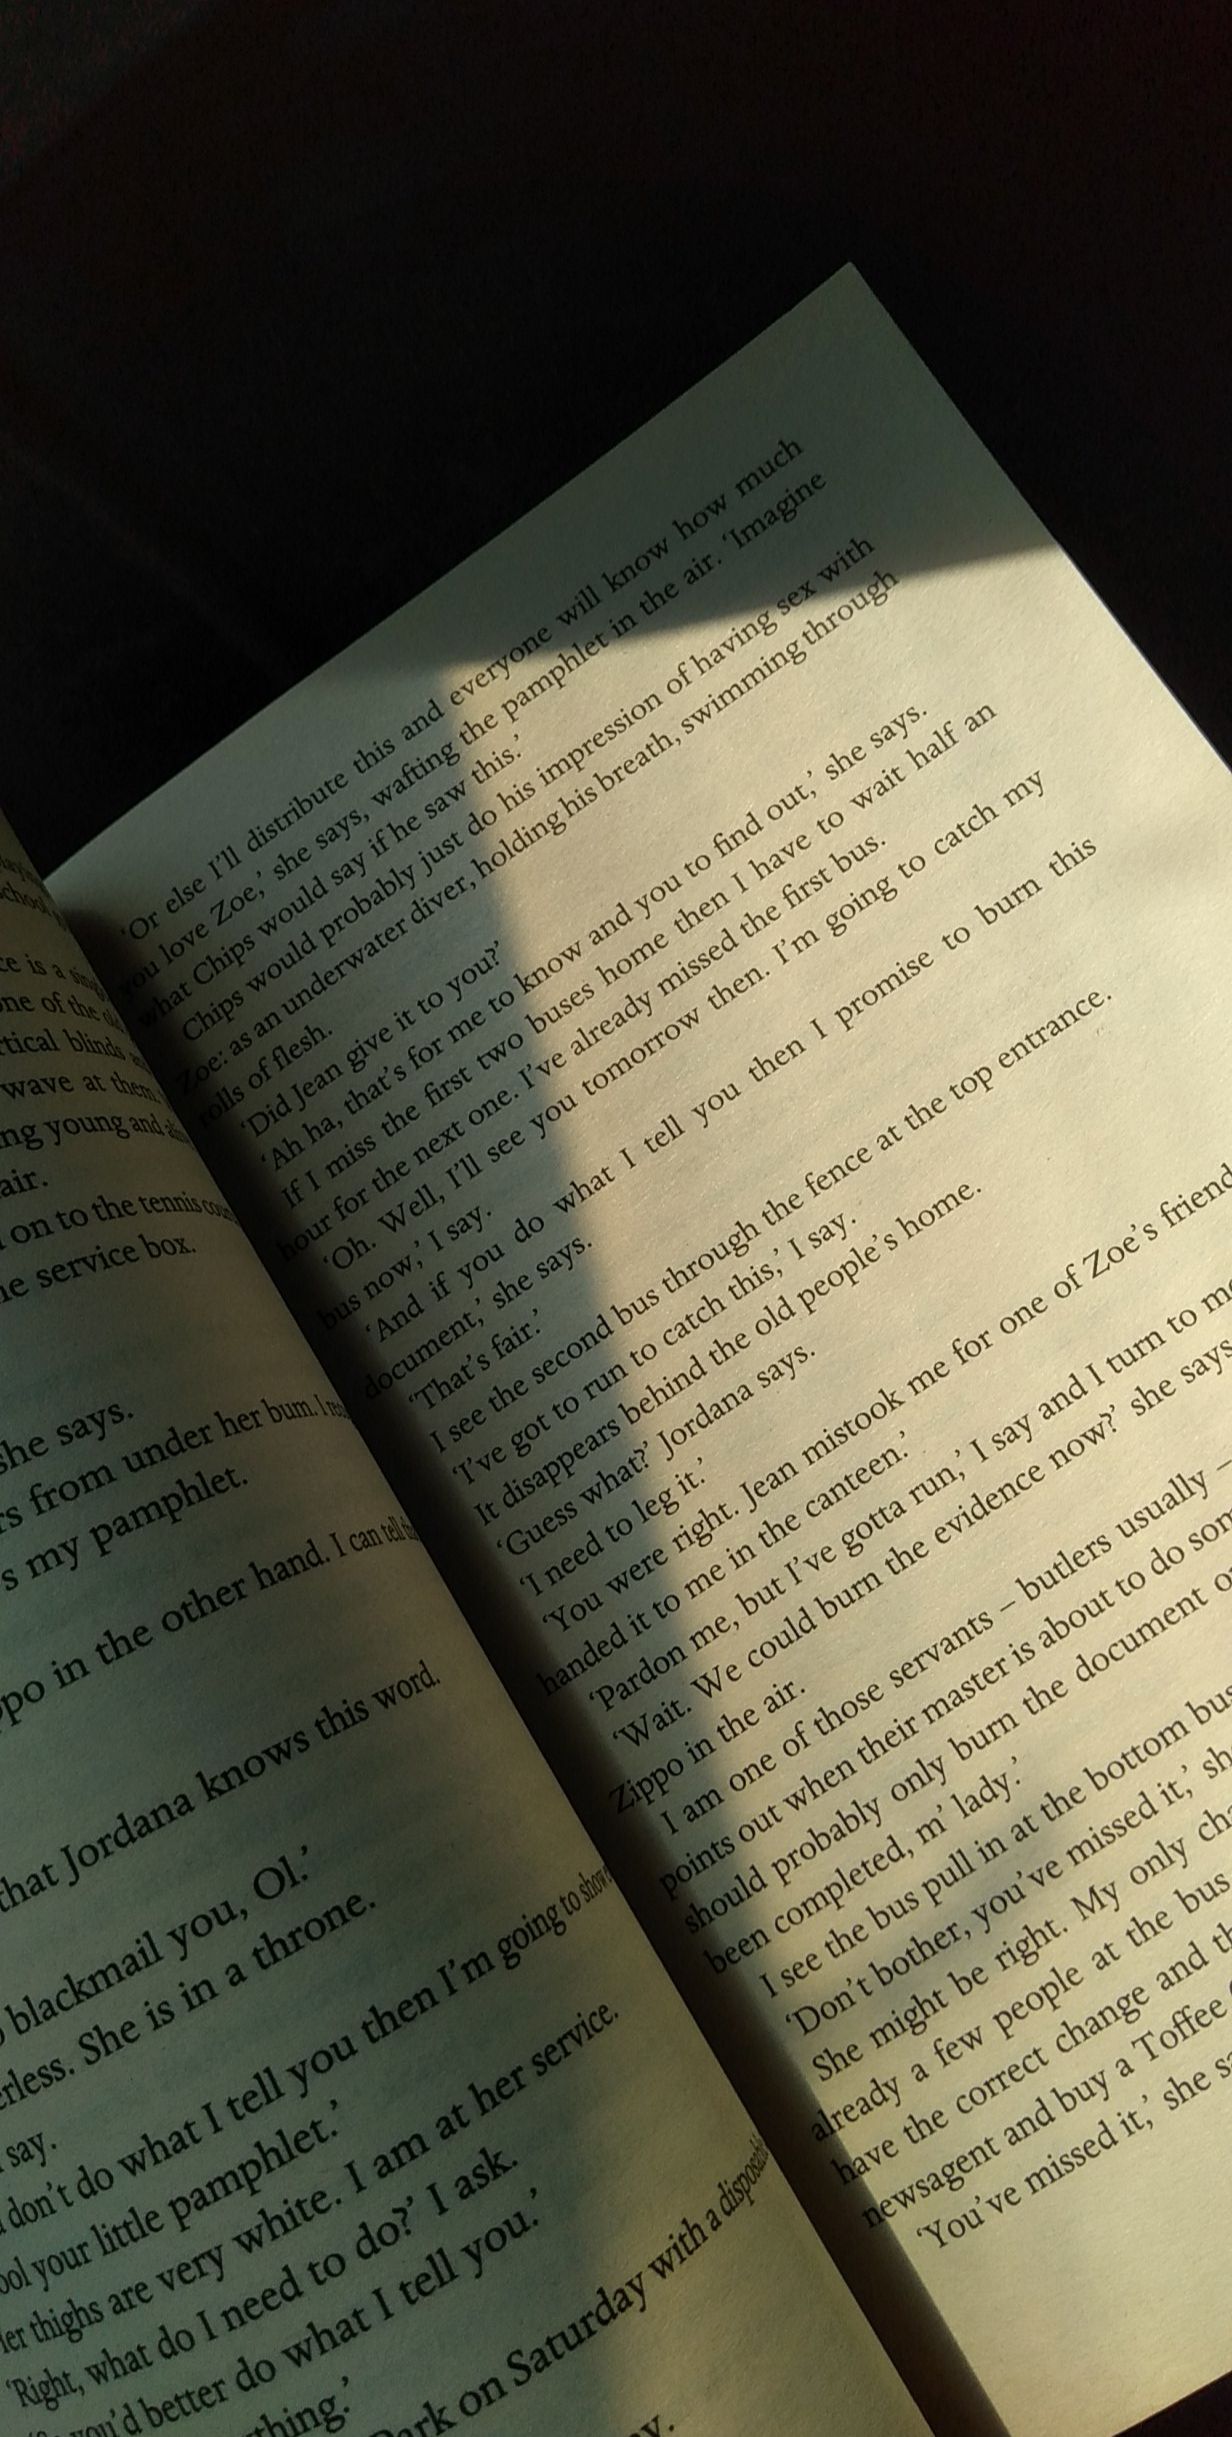 school
ce is a
one of the old
rtical blinds
wave at them
ng young and
air.
on to the tennis
ne service box.
she says.
rs from under her bum. I
s my pamphlet.
ppo in the other hand. I can tell
that Jordana knows this word.
blackmail you, Ol.’
erless. She is in a throne.
say.
don’t do what I tell you then I’m going to show
ool your little pamphlet.’
Her thighs are very white. I am at her service.
‘Right, what do I need to do?’ I ask.
you’d better do what I tell you.’
thing.’
Park on Saturday with a disposable
‘Or else I’ll distribute this and everyone will know how much
you love Zoe,’ she says, wafting the pamphlet in the air. ‘Imagine
what Chips would say if he saw this.’
Chips would probably just do his impression of having sex with
Zoe: as an underwater diver, holding his breath, swimming through
rolls of flesh.
‘Did Jean give it to you?’
‘Ah ha, that’s for me to know and you to find out,’ she says.
If I miss the first two buses home then I have to wait half an
hour for the next one. I’ve already missed the first bus.
‘Oh. Well, I’ll see you tomorrow then. I’m going to catch my
bus now,’ I say.
‘And if you do what I tell you then I promise to burn this
document,’ she says.
‘That’s fair.’
I see the second bus through the fence at the top entrance.
‘I’ve got to run to catch this,’ I say.
It disappears behind the old people’s home.
‘Guess what?’ Jordana says.
‘I need to leg it.’
‘You were right. Jean mistook me for one of Zoe’s friend
handed it to me in the canteen.’
‘Pardon me, but I’ve gotta run,’ I say and I turn to mo
‘Wait. We could burn the evidence now?’ she says
Zippo in the air.
I am one of those servants – butlers usually –
points out when their master is about to do som
should probably only burn the document o
been completed, m’ lady.’
I see the bus pull in at the bottom bus
‘Don’t bother, you’ve missed it,’ sh
She might be right. My only cha
already a few people at the bus
have the correct change and th
newsagent and buy a Toffee
‘You’ve missed it,’ she sa